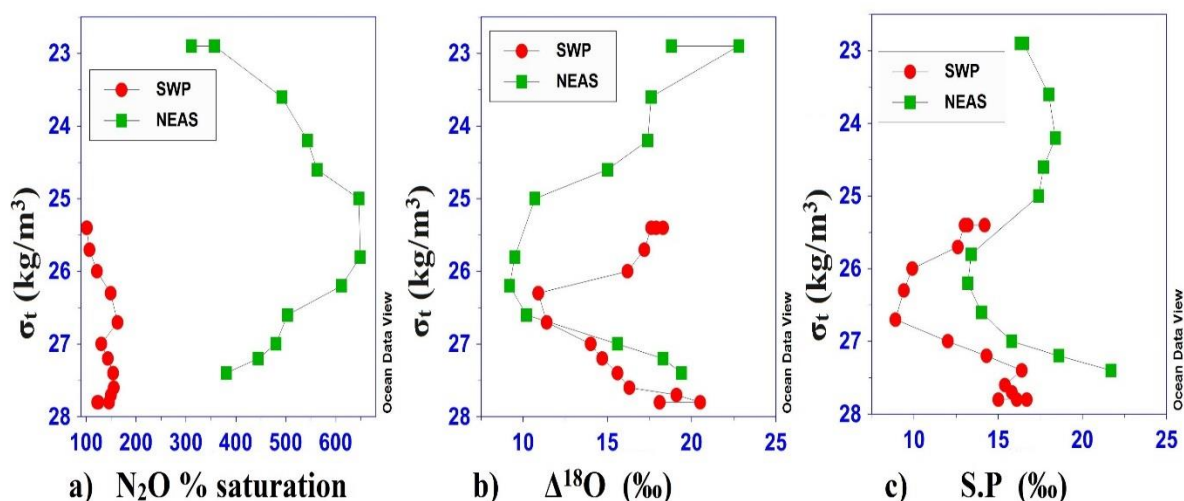 23
24
25
26
27
28
σt (kg/m³)
SWP
NEAS
100 200 300 400 500 600
a) N₂O % saturation
Ocean Data View
23
24
25
26
27
28
σt (kg/m³)
SWP
NEAS
10 15 20 25
b) Δ¹⁸O (‰)
Ocean Data View
23
24
25
26
27
28
σt (kg/m³)
SWP
NEAS
10 15 20 25
c) S.P (‰)
Ocean Data View